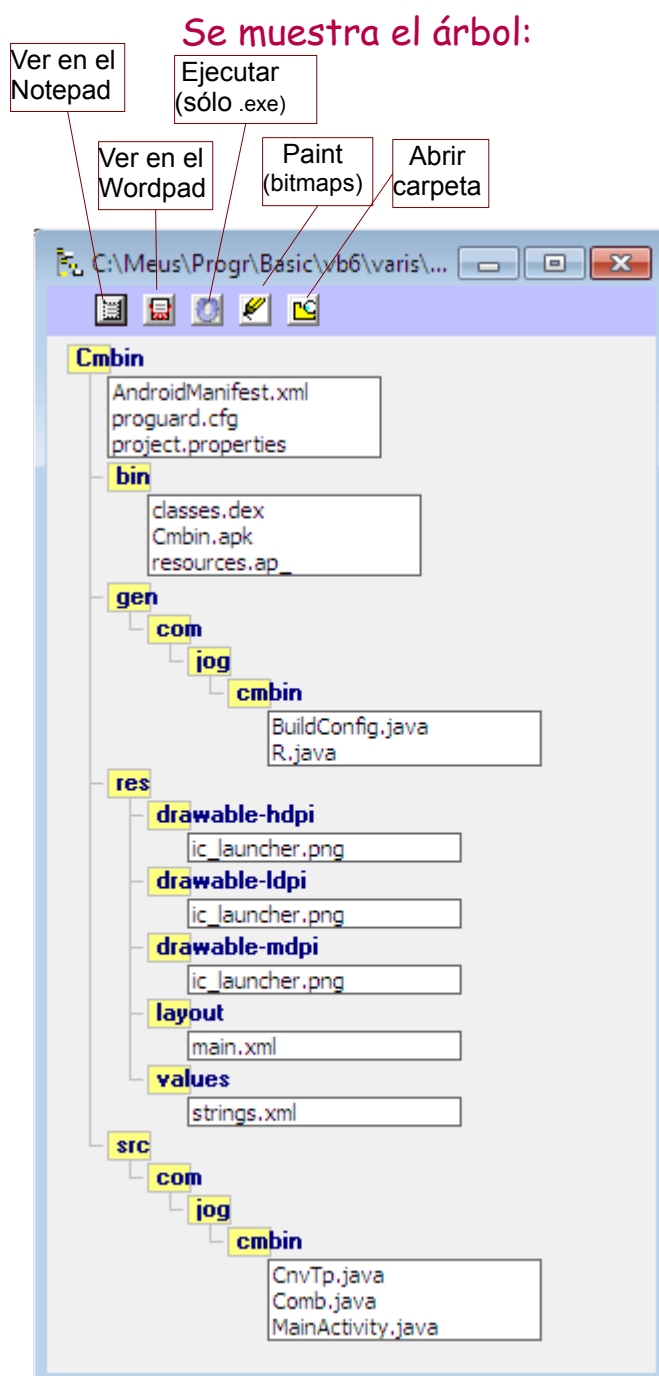 Se muestra el árbol:
Ver en el
Notepad
Ejecutar
(sólo .exe)
Ver en el
Wordpad
Paint
(bitmaps)
Abrir
carpeta
C:\Meus\Progr\Basic\vb6\varis\...
Cmbin
AndroidManifest.xml
proguard.cfg
project.properties
bin
classes.dex
Cmbin.apk
resources.ap_
gen
com
jog
cmbin
BuildConfig.java
R.java
res
drawable-hdpi
ic_launcher.png
drawable-ldpi
ic_launcher.png
drawable-mdpi
ic_launcher.png
layout
main.xml
values
strings.xml
src
com
jog
cmbin
CnvTp.java
Comb.java
MainActivity.java